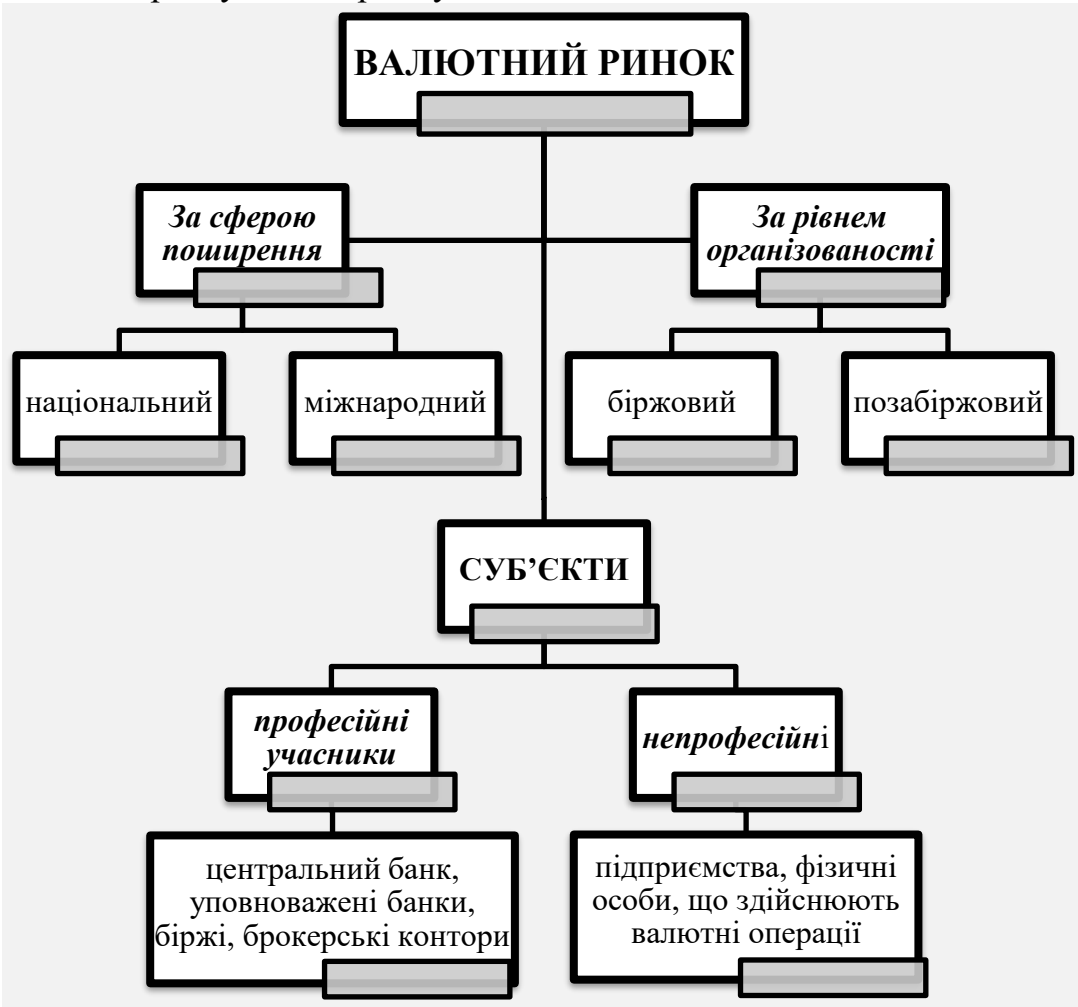 ВАЛЮТНИЙ РИНОК
За сферою
поширення
За рівнем
організованості
національний
міжнародний
біржовий
позабіржовий
СУБ’ЄКТИ
професійні
учасники
непрофесійні
центральний банк,
уповноважені банки,
біржі, брокерські контори
підприємства, фізичні
особи, що здійснюють
валютні операції